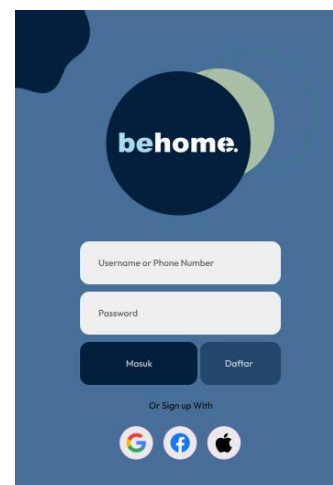 behome.
Username or Phone Number
Password
Masuk Daftar
Or Sign up With